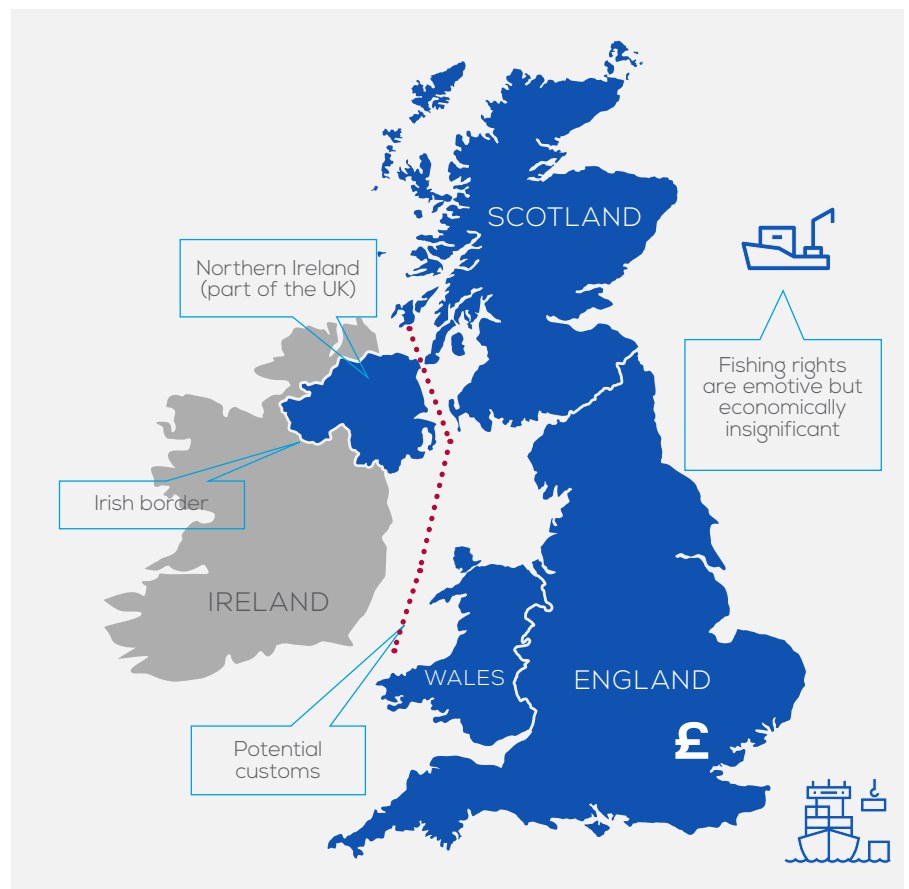 SCOTLAND
Northern Ireland
(part of the UK)
Fishing rights
are emotive but
economically
insignificant
Irish border
IRELAND
WALES
ENGLAND
£
Potential
customs